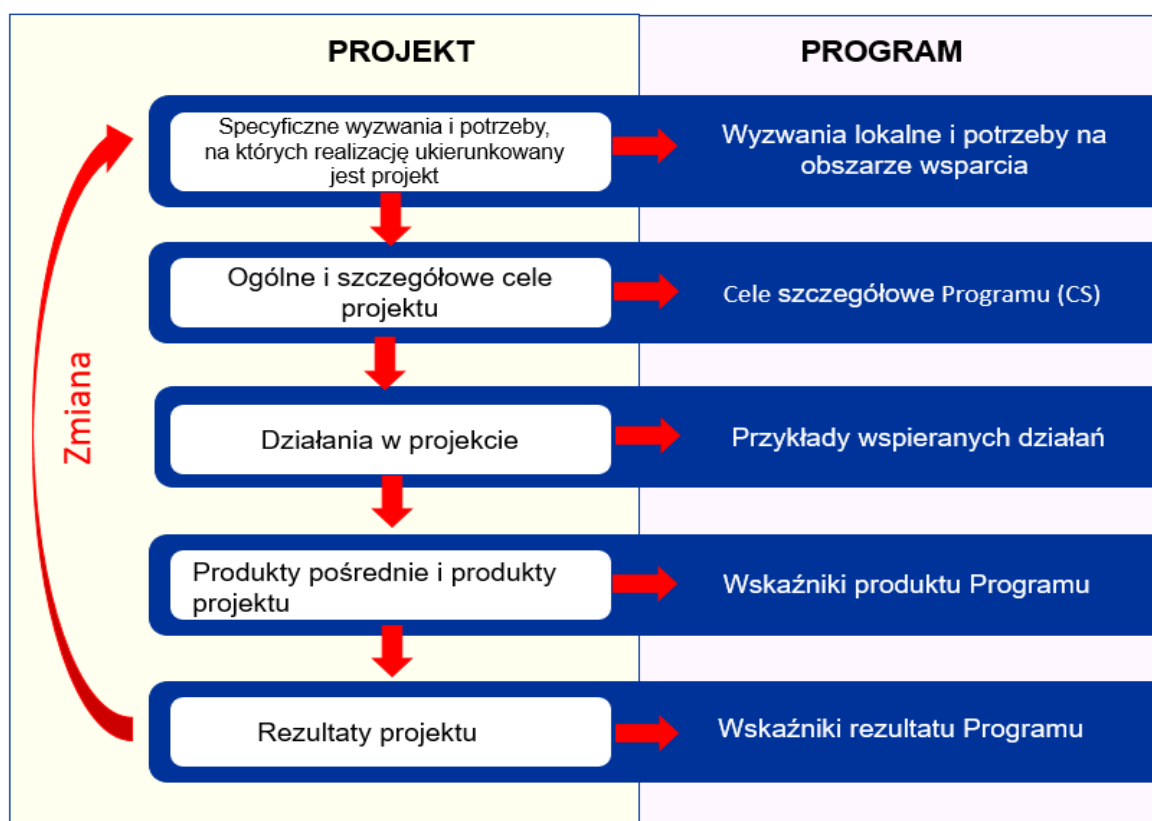 PROJEKT
PROGRAM
Specyficzne wyzwania i potrzeby,
na których realizację ukierunkowany
jest projekt
Wyzwania lokalne i potrzeby na
obszarze wsparcia
Ogólne i szczegółowe cele
projektu
Cele szczegółowe Programu (CS)
Zmiana
Działania w projekcie
Przykłady wspieranych działań
Produkty pośrednie i produkty
projektu
Wskaźniki produktu Programu
Rezultaty projektu
Wskaźniki rezultatu Programu